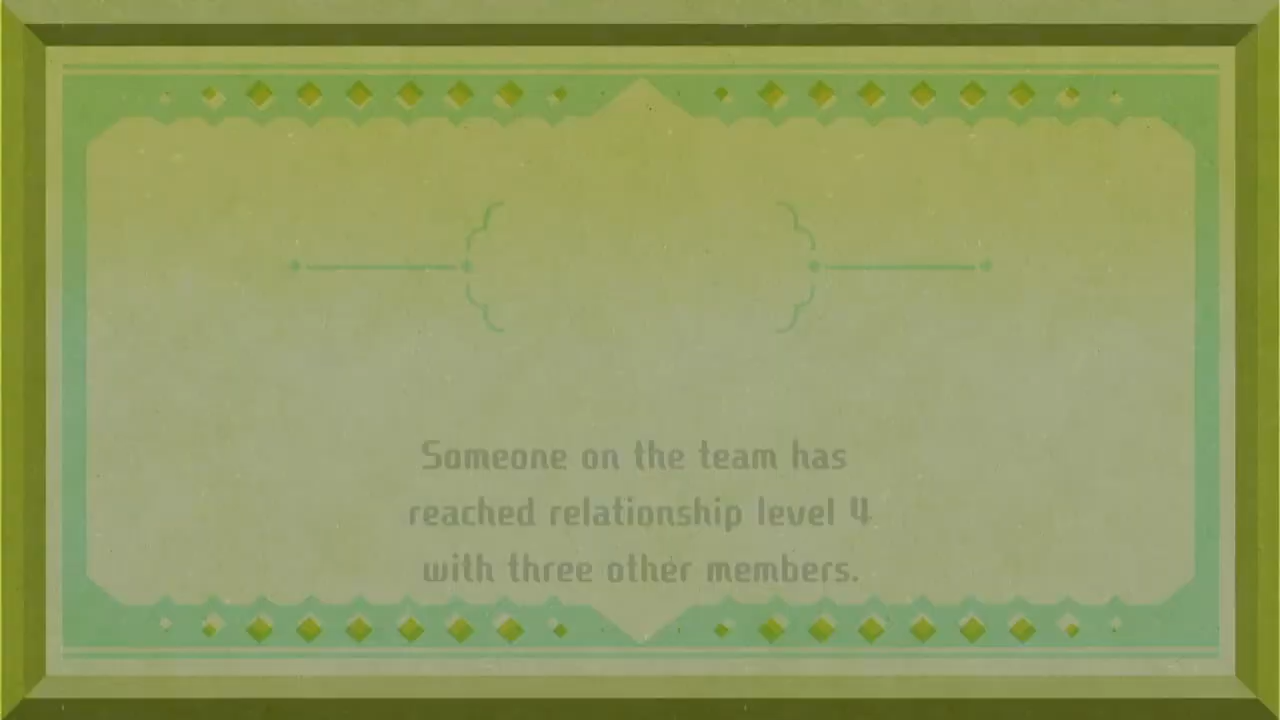 Someone on the team has
reached relationship level 4
with three other members.